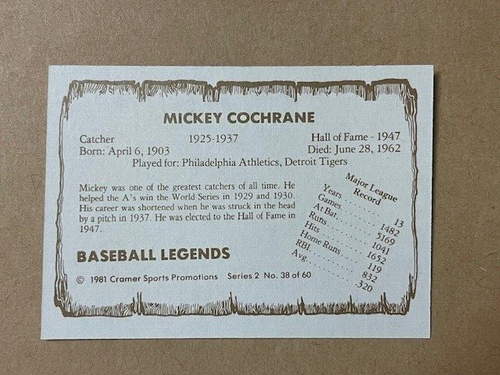 MICKEY COCHRANE
Catcher 1925-1937 Hall of Fame - 1947
Born: April 6, 1903 Died: June 28, 1962
Played for: Philadelphia Athletics, Detroit Tigers
Mickey was one of the greatest catchers of all time. He
helped the A's win the World Series in 1929 and 1930.
His career was shortened when he was struck in the head
by a pitch in 1937. He was elected to the Hall of Fame in
1947.
Major League
Record
Years 13
Games 1482
At Bat 5169
Runs 1041
Hits 1652
Home Runs 119
RBI 832
Avg. .320
BASEBALL LEGENDS
© 1981 Cramer Sports Promotions Series 2 No. 38 of 60